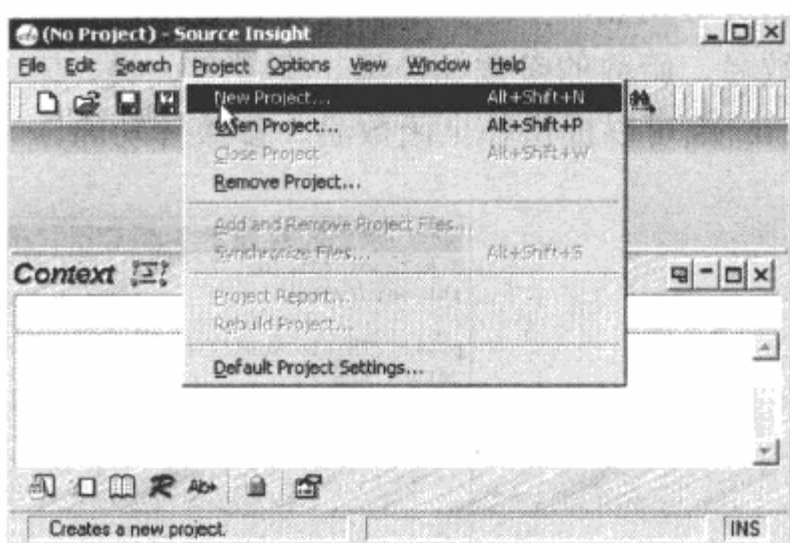 (No Project) - Source Insight
File Edit Search Project Options View Window Help
New Project... Alt+Shift+N
Open Project... Alt+Shift+P
Close Project Alt+Shift+W
Remove Project...
Add and Remove Project Files...
Synchronize Files... Alt+Shift+S
Project Report...
Rebuild Project...
Default Project Settings...
Context
R Ab+
Creates a new project. INS